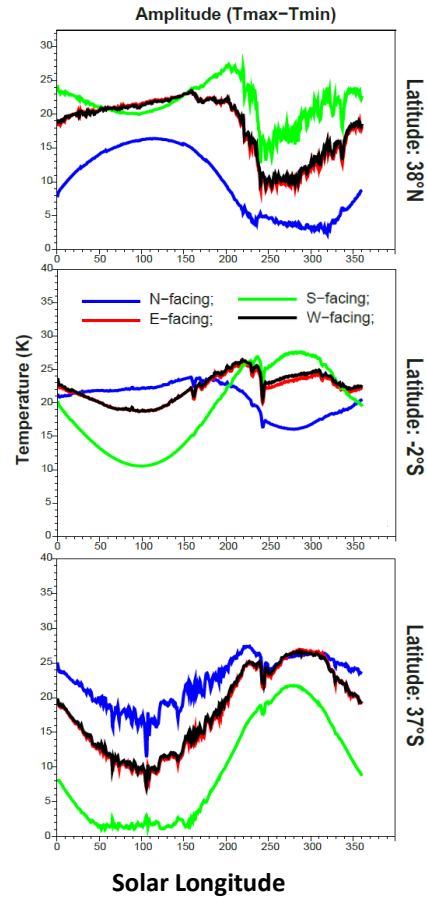 Amplitude (Tmax−Tmin)
30
25
20
15
10
5
0
0 50 100 150 200 250 300 350
Latitude: 38°N
40
35
30
25
20
15
10
5
0
N−facing; S−facing;
E−facing; W−facing;
0 50 100 150 200 250 300 350
Temperature (K)
Latitude: -2°S
40
35
30
25
20
15
10
5
0
0 50 100 150 200 250 300 350
Latitude: 37°S
Solar Longitude